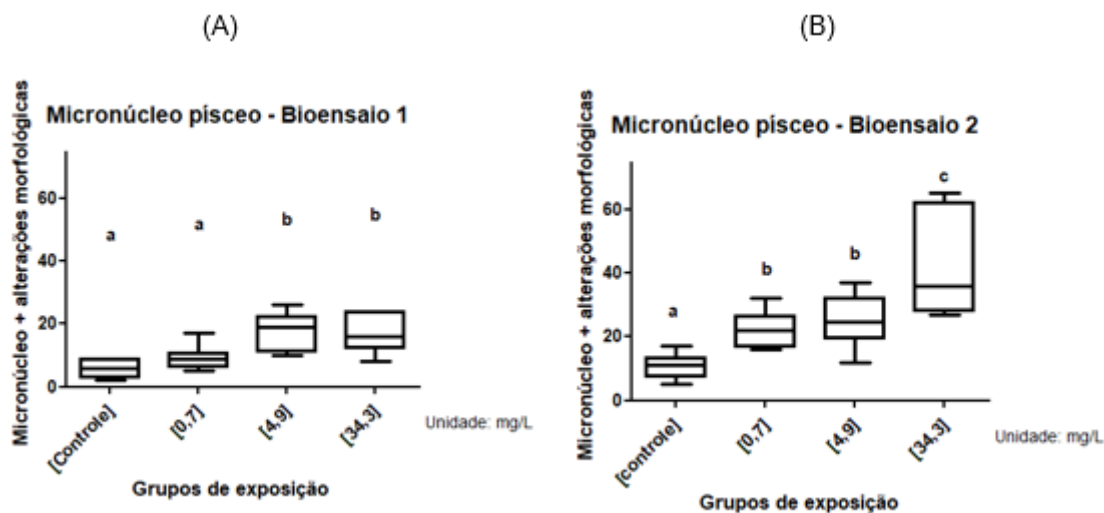 (A)
Micronúcleo písceo - Bioensaio 1
Micronúcleo + alterações morfológicas
60
40
20
0
a
a
b
b
[Controle]
[0,7]
[4,9]
[34,3]
Unidade: mg/L
Grupos de exposição
(B)
Micronúcleo písceo - Bioensaio 2
Micronúcleo + alterações morfológicas
60
40
20
0
a
b
b
c
[controle]
[0,7]
[4,9]
[34,3]
Unidade: mg/L
Grupos de exposição